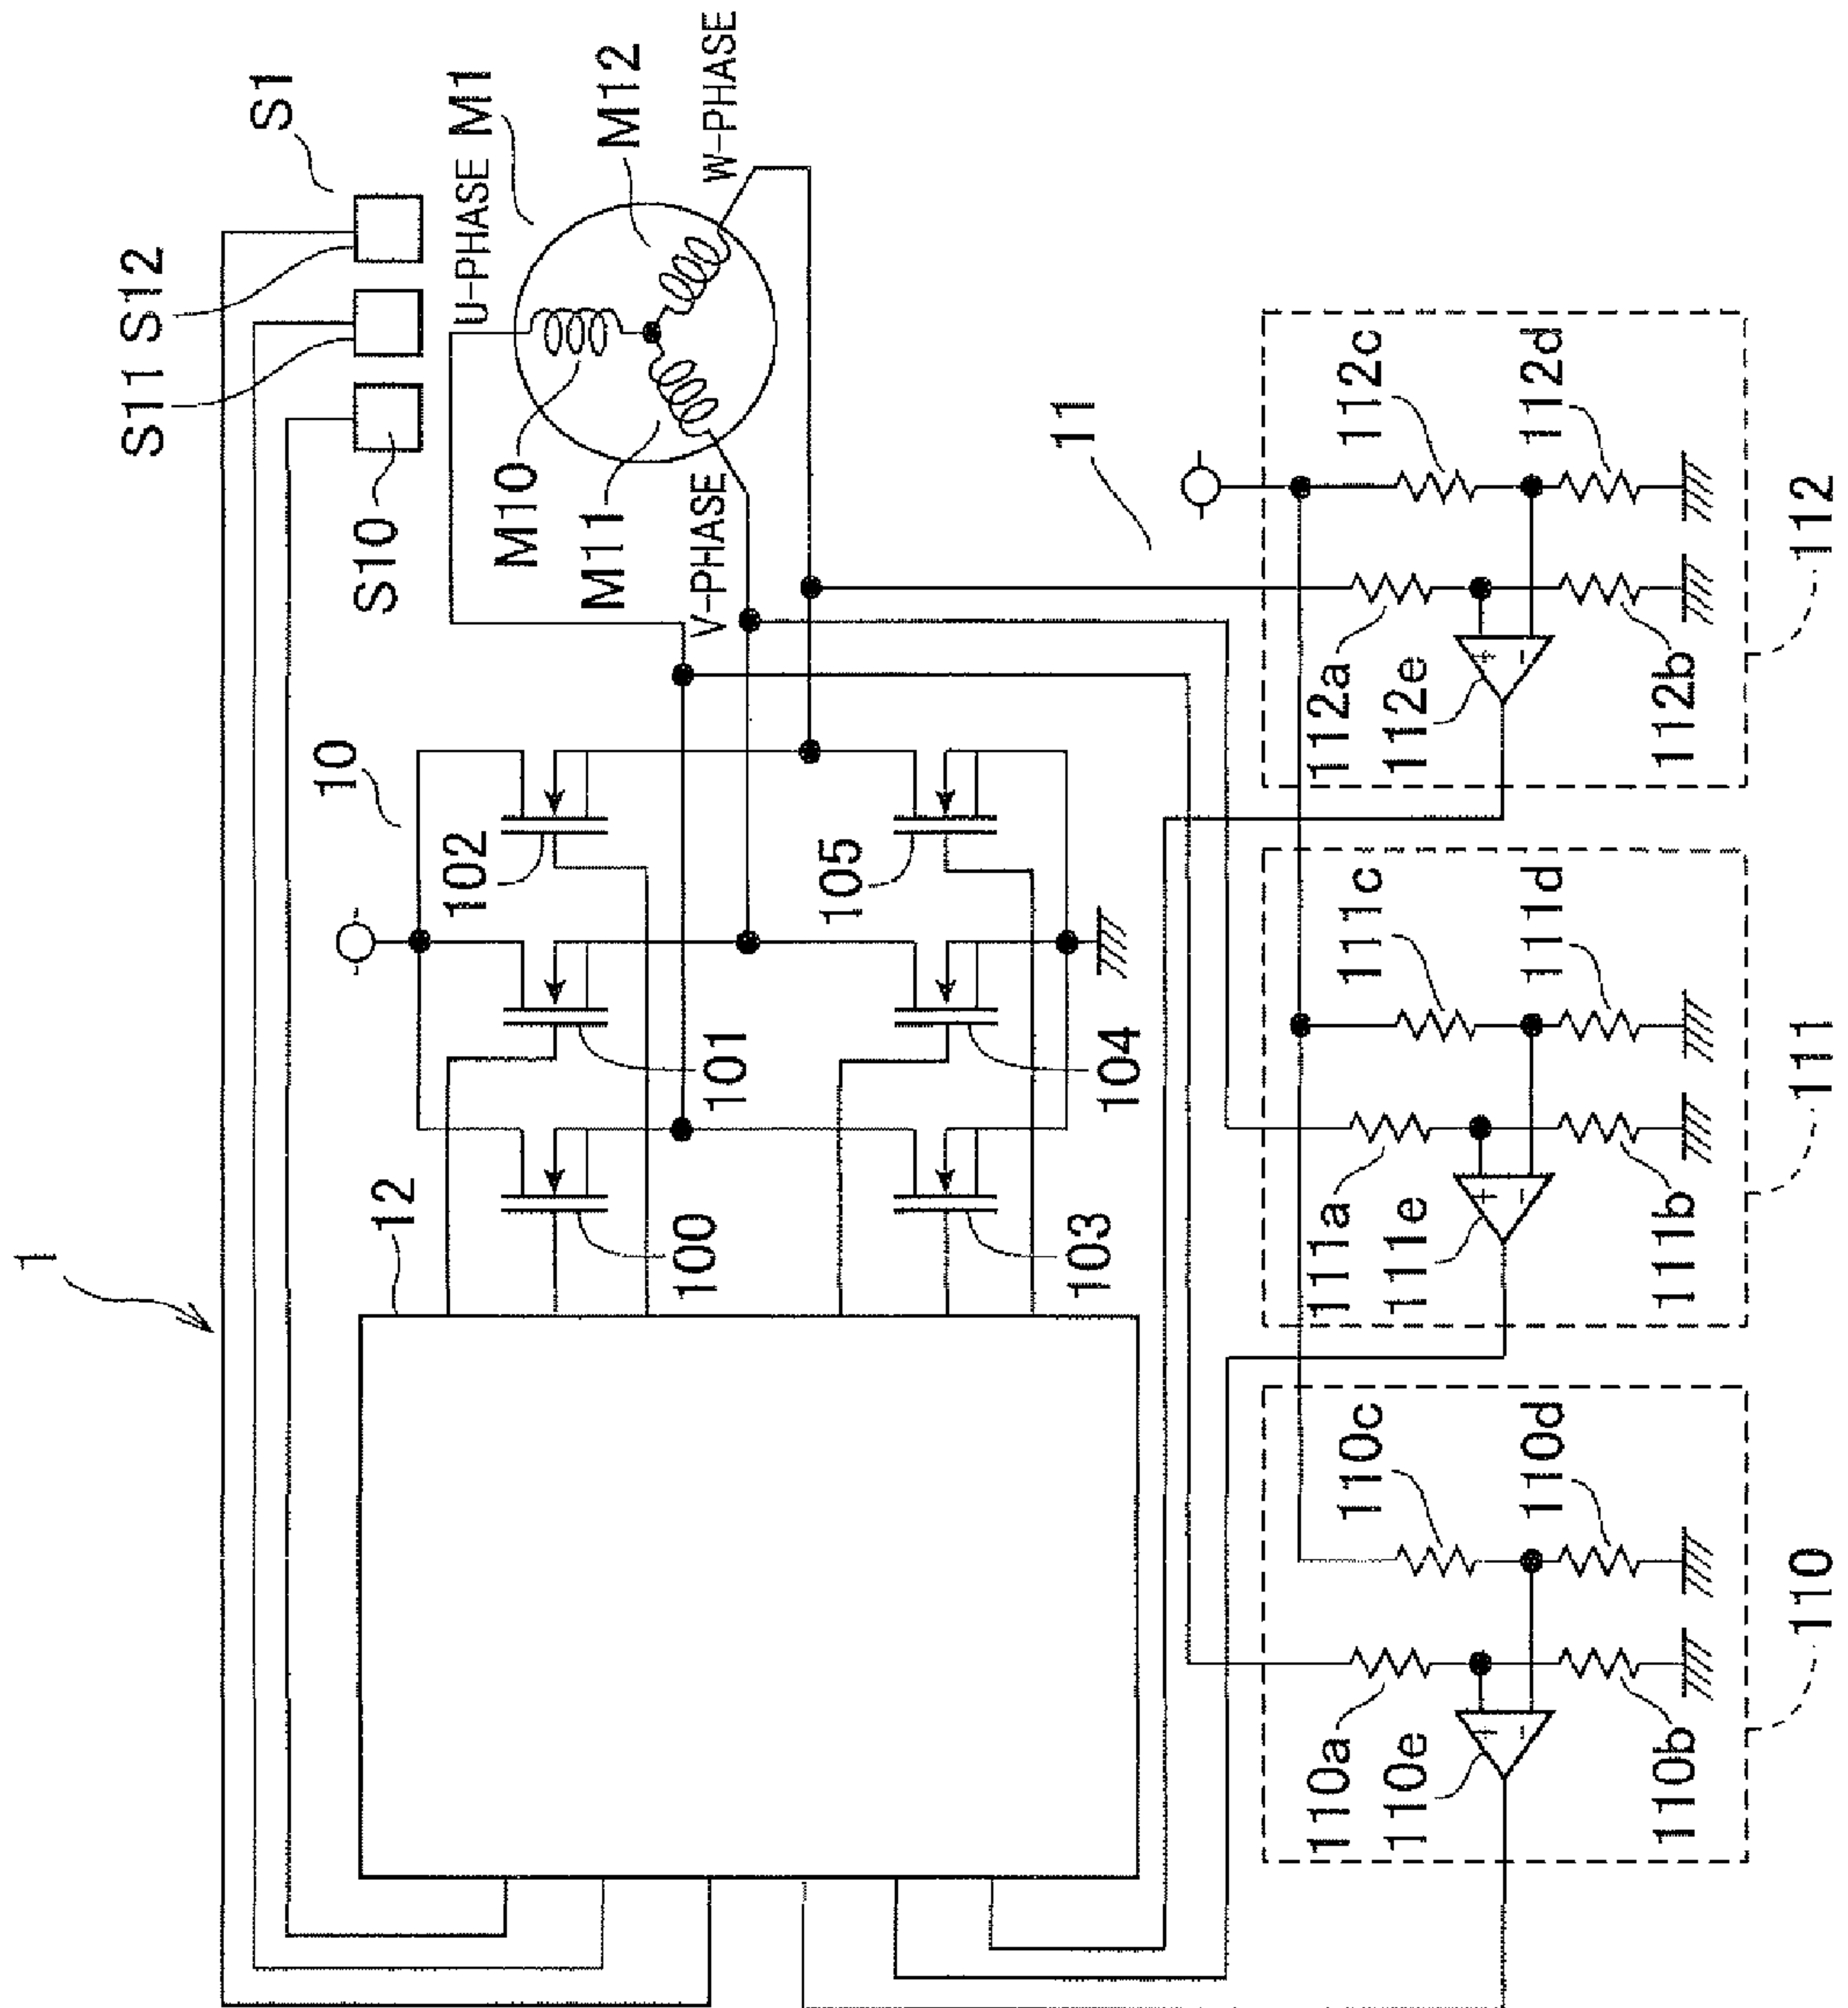 1
S1
S12
S11
S10
U-PHASE
M1
M12
W-PHASE
M10
M11
V-PHASE
10
102
105
101
104
12
100
103
11
112c
112d
112a
112e
+
−
112b
112
111c
111d
111a
111e
+
−
111b
111
110c
110d
110a
110e
+
−
110b
110